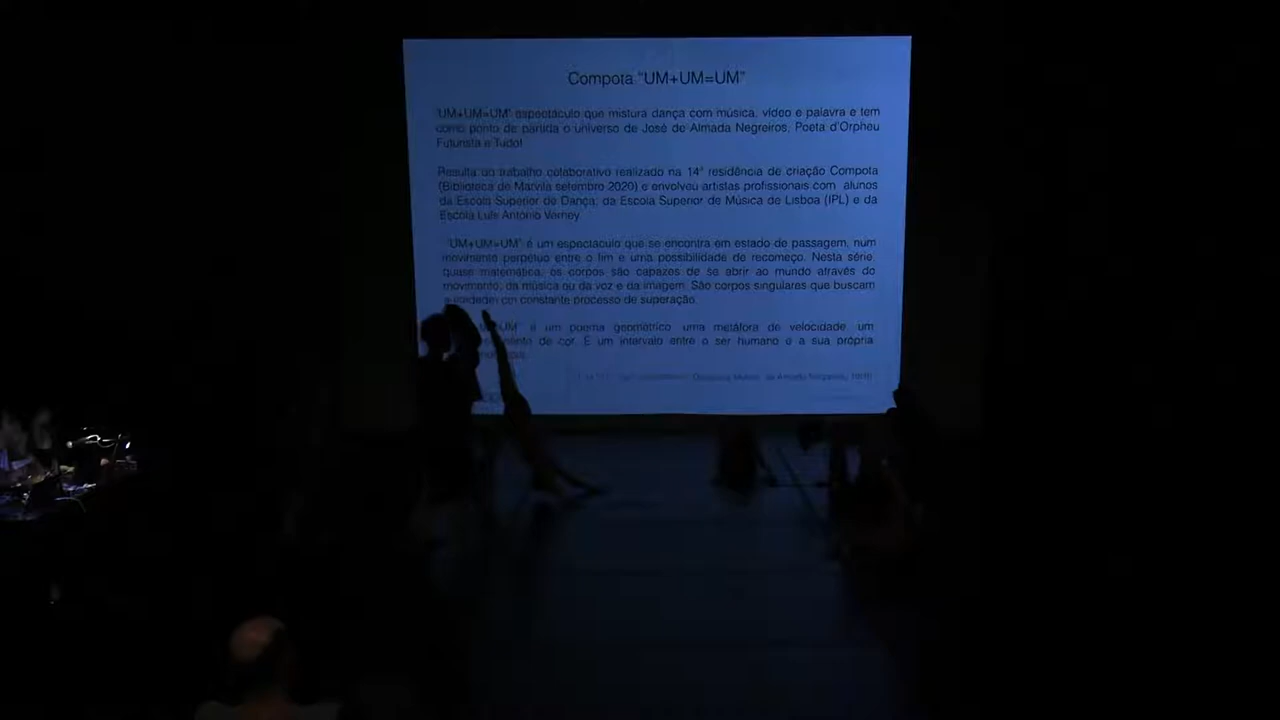 Compota “UM+UM=UM”
“UM+UM=UM” espectáculo que mistura dança com música, vídeo e palavra e tem
como ponto de partida o universo de José de Almada Negreiros, Poeta d’Orpheu
Futurista e Tudo!
Resulta do trabalho colaborativo realizado na 14ª residência de criação Compota
(Biblioteca de Marvila setembro 2020) e envolveu artistas profissionais com alunos
da Escola Superior de Dança, da Escola Superior de Música de Lisboa (IPL) e da
Escola Luís António Verney.
“UM+UM=UM” é um espectáculo que se encontra em estado de passagem, num
movimento perpétuo entre o fim e uma possibilidade de recomeço. Nesta série,
quase matemática, os corpos são capazes de se abrir ao mundo através do
movimento, da música ou da voz e da imagem. São corpos singulares que buscam
em constante processo de superação.
é um poema geométrico uma metáfora de velocidade, um
de cor. É um intervalo entre o ser humano e a sua própria
de Almada Negreiros,